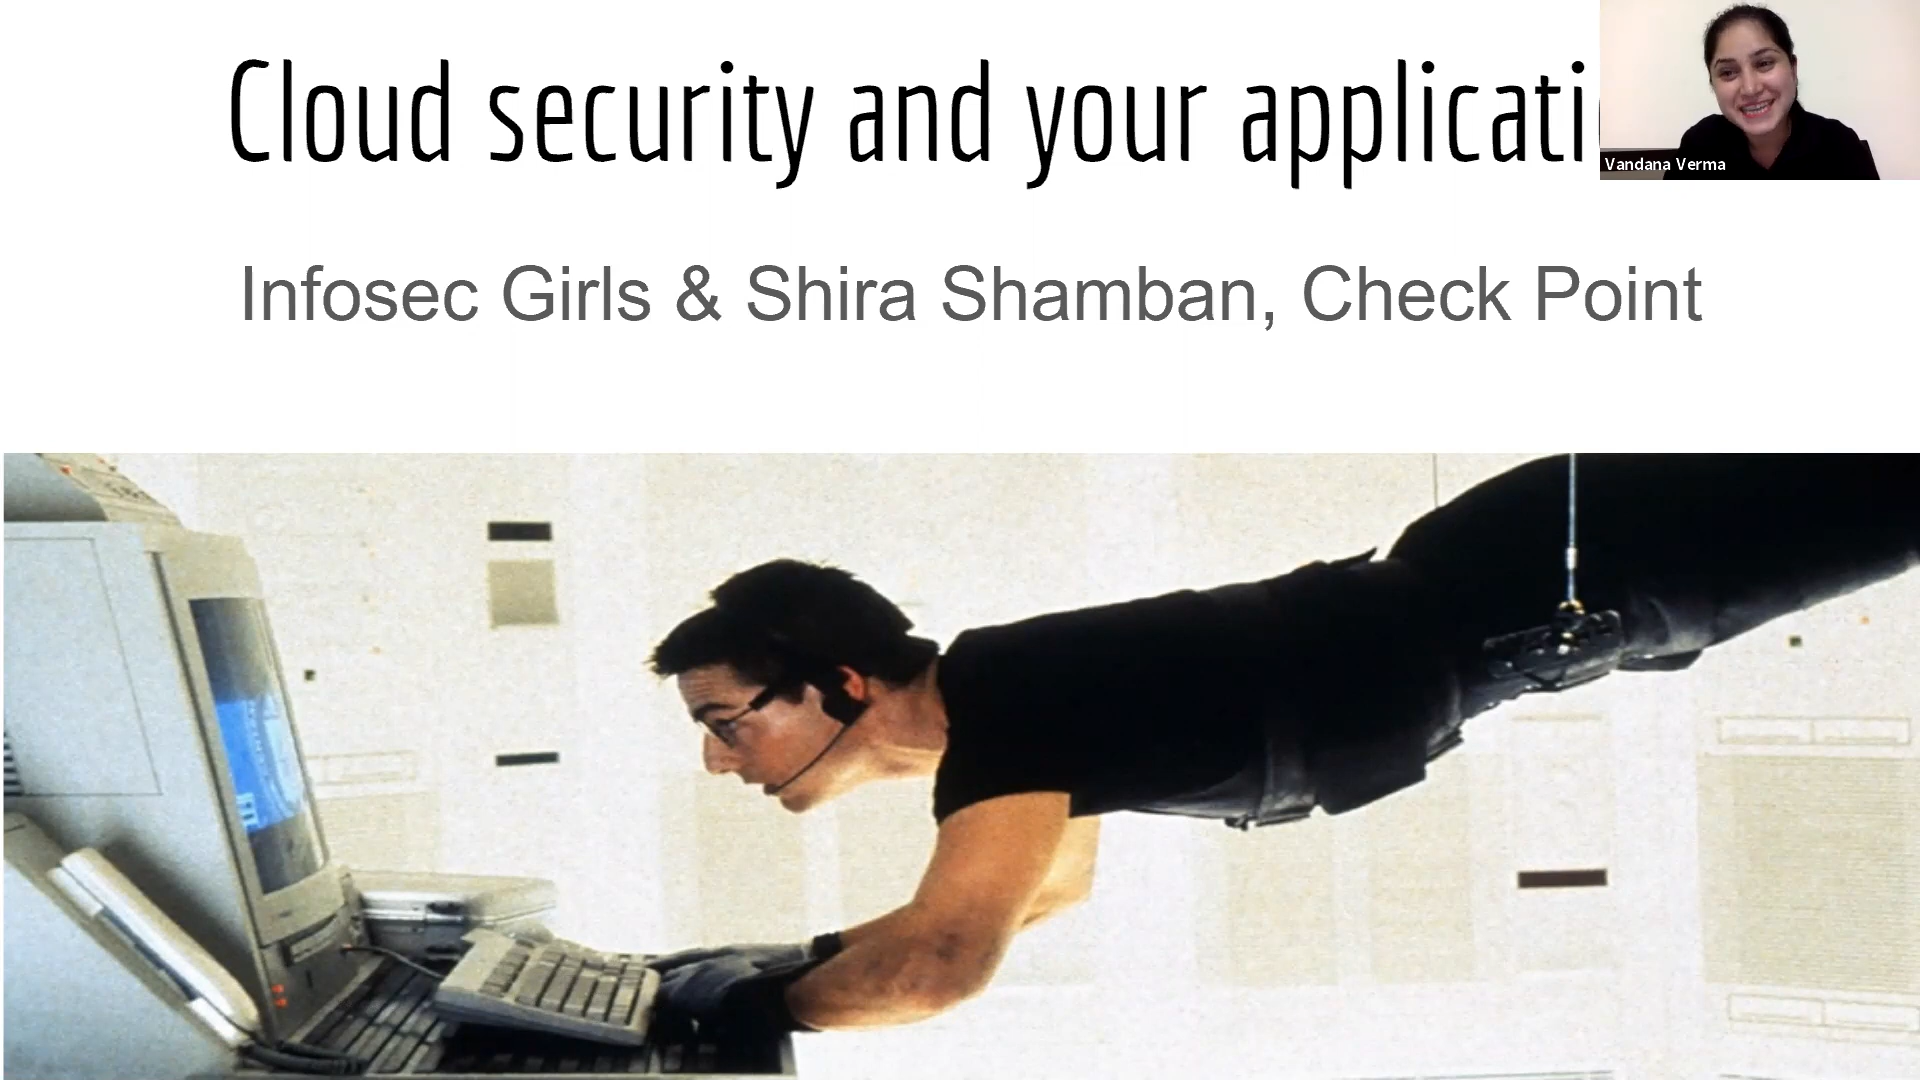 Cloud security and your applicati
Vandana Verma
Infosec Girls & Shira Shamban, Check Point